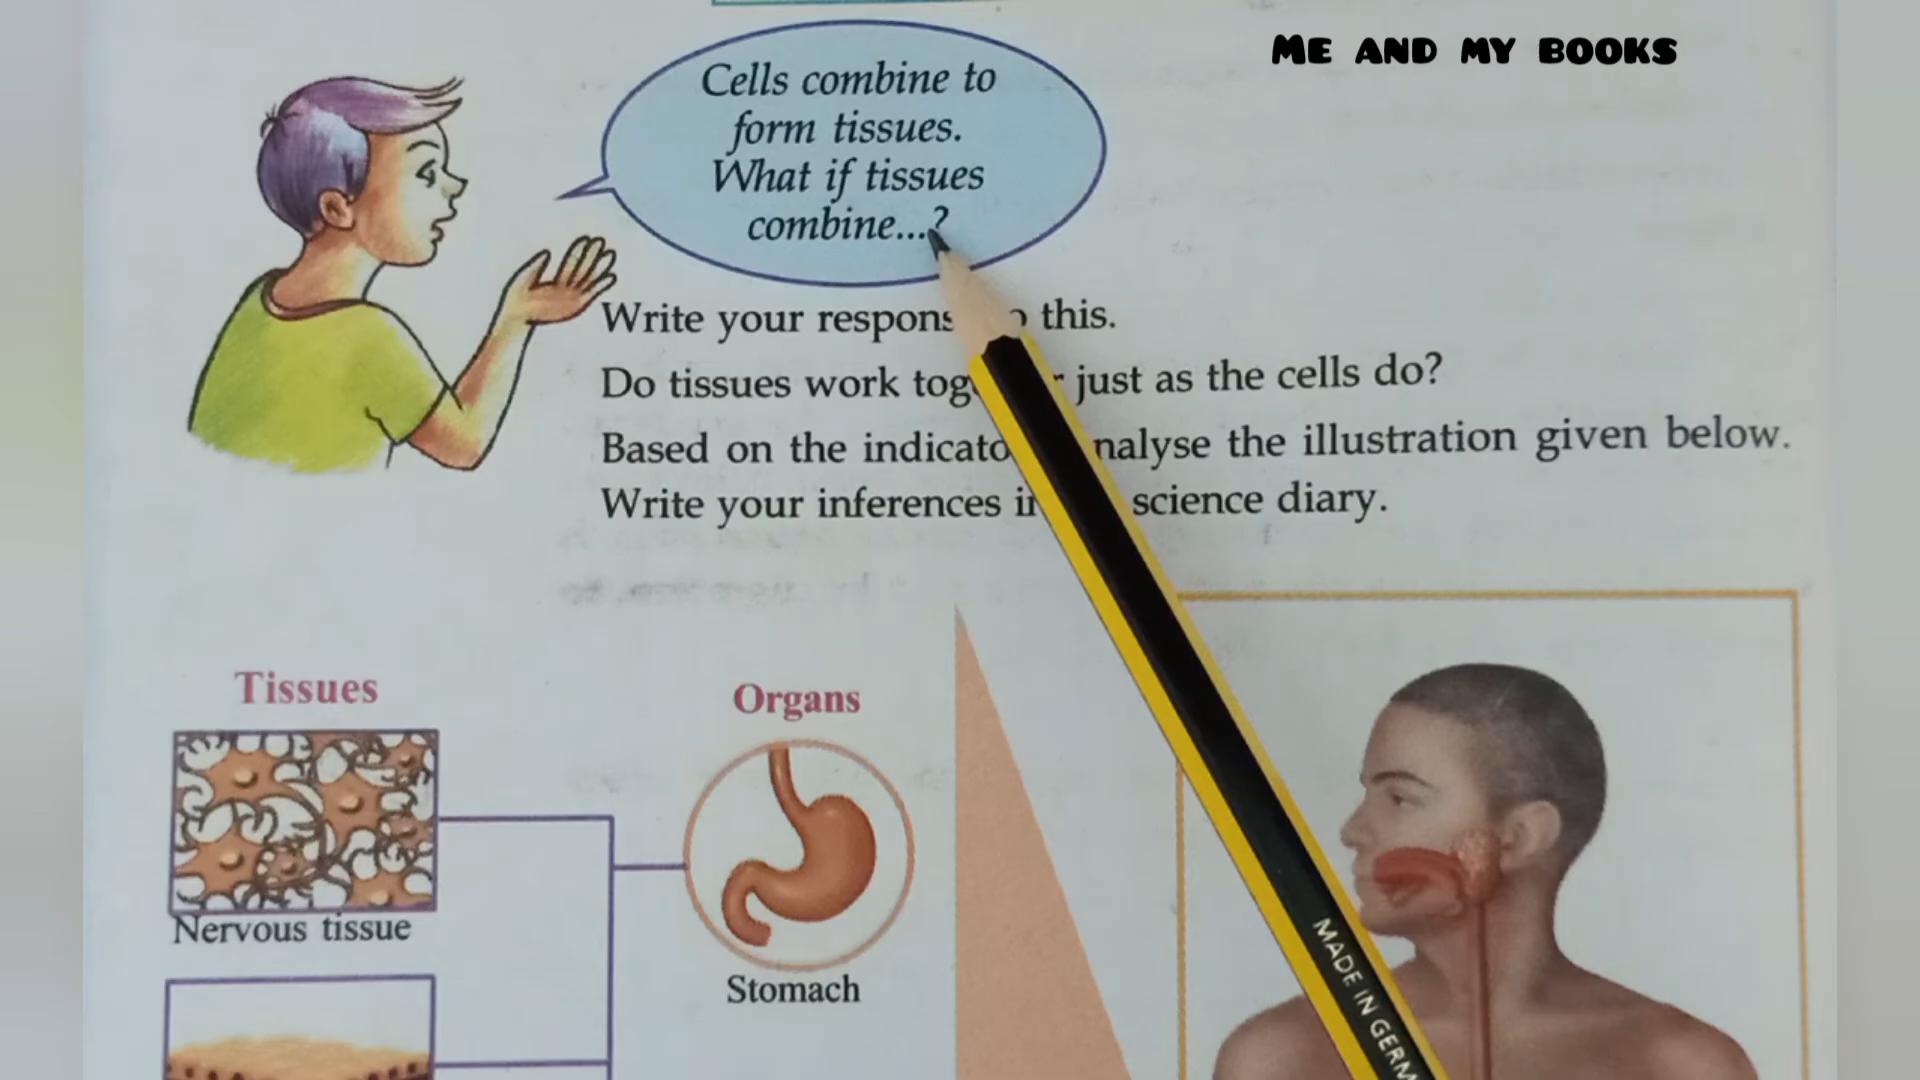 ME AND MY BOOKS
Cells combine to
form tissues.
What if tissues
combine...?
Write your respons this.
Do tissues work tog just as the cells do?
Based on the indicato nalyse the illustration given below.
Write your inferences in science diary.
Tissues
Organs
Nervous tissue
Stomach
MADE IN GERM